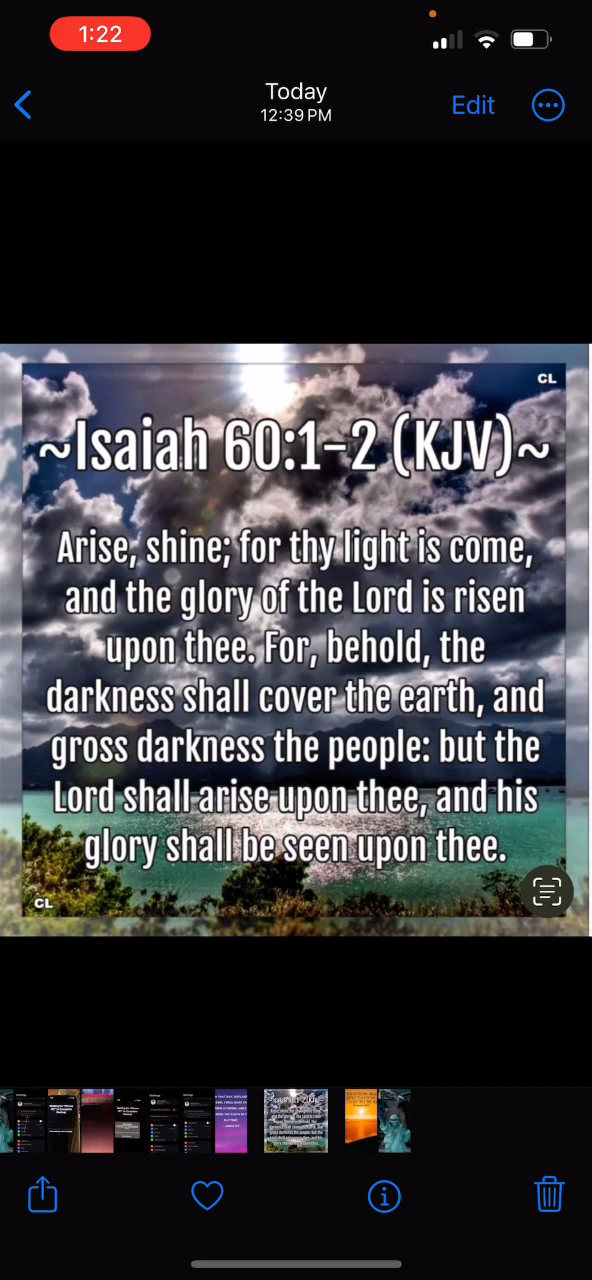 1:22
Today
12:39 PM
Edit
CL
~Isaiah 60:1-2 (KJV)~
Arise, shine; for thy light is come,
and the glory of the Lord is risen
upon thee. For, behold, the
darkness shall cover the earth, and
gross darkness the people: but the
Lord shall arise upon thee, and his
glory shall be seen upon thee.
CL